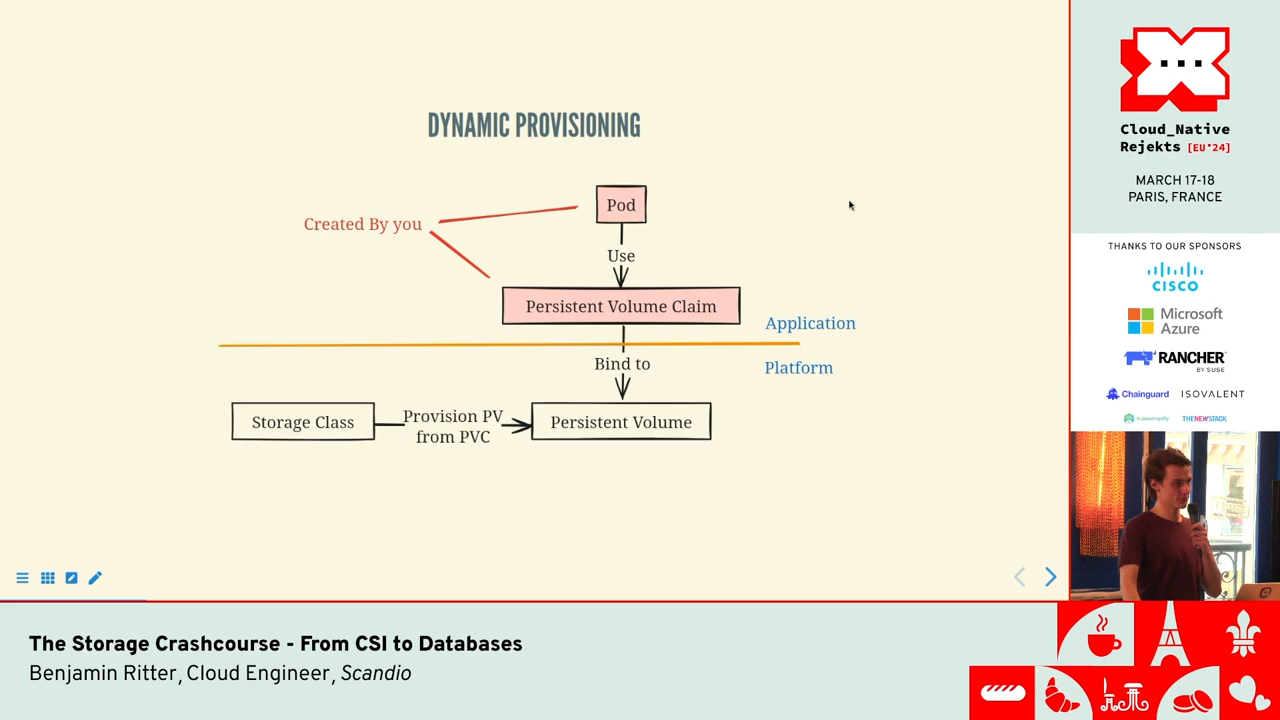 DYNAMIC PROVISIONING
Pod
Created By you
Use
Persistent Volume Claim
Application
Bind to
Platform
Storage Class
Provision PV
from PVC
Persistent Volume
Cloud_Native
Rejekts [EU'24]
MARCH 17-18
PARIS, FRANCE
THANKS TO OUR SPONSORS
CISCO
Microsoft
Azure
RANCHER
BY SUSE
Chainguard ISOVALENT
kubesimplify THENEWSTACK
The Storage Crashcourse - From CSI to Databases
Benjamin Ritter, Cloud Engineer, Scandio